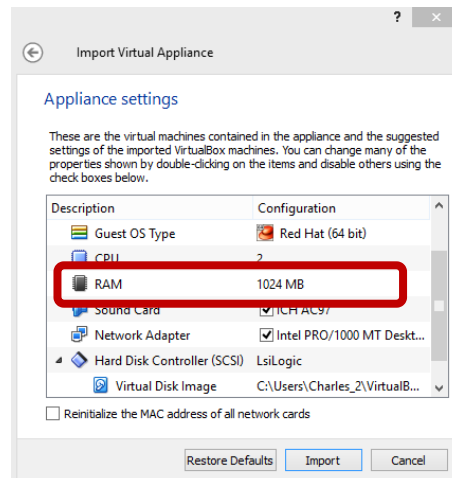 ?
Import Virtual Appliance
Appliance settings
These are the virtual machines contained in the appliance and the suggested
settings of the imported VirtualBox machines. You can change many of the
properties shown by double-clicking on the items and disable others using the
check boxes below.
Description Configuration
Guest OS Type Red Hat (64 bit)
CPU 2
RAM 1024 MB
Sound Card ICH AC97
Network Adapter Intel PRO/1000 MT Deskt...
Hard Disk Controller (SCSI) LsiLogic
Virtual Disk Image C:\Users\Charles_2\VirtualB...
Reinitialize the MAC address of all network cards
Restore Defaults Import Cancel